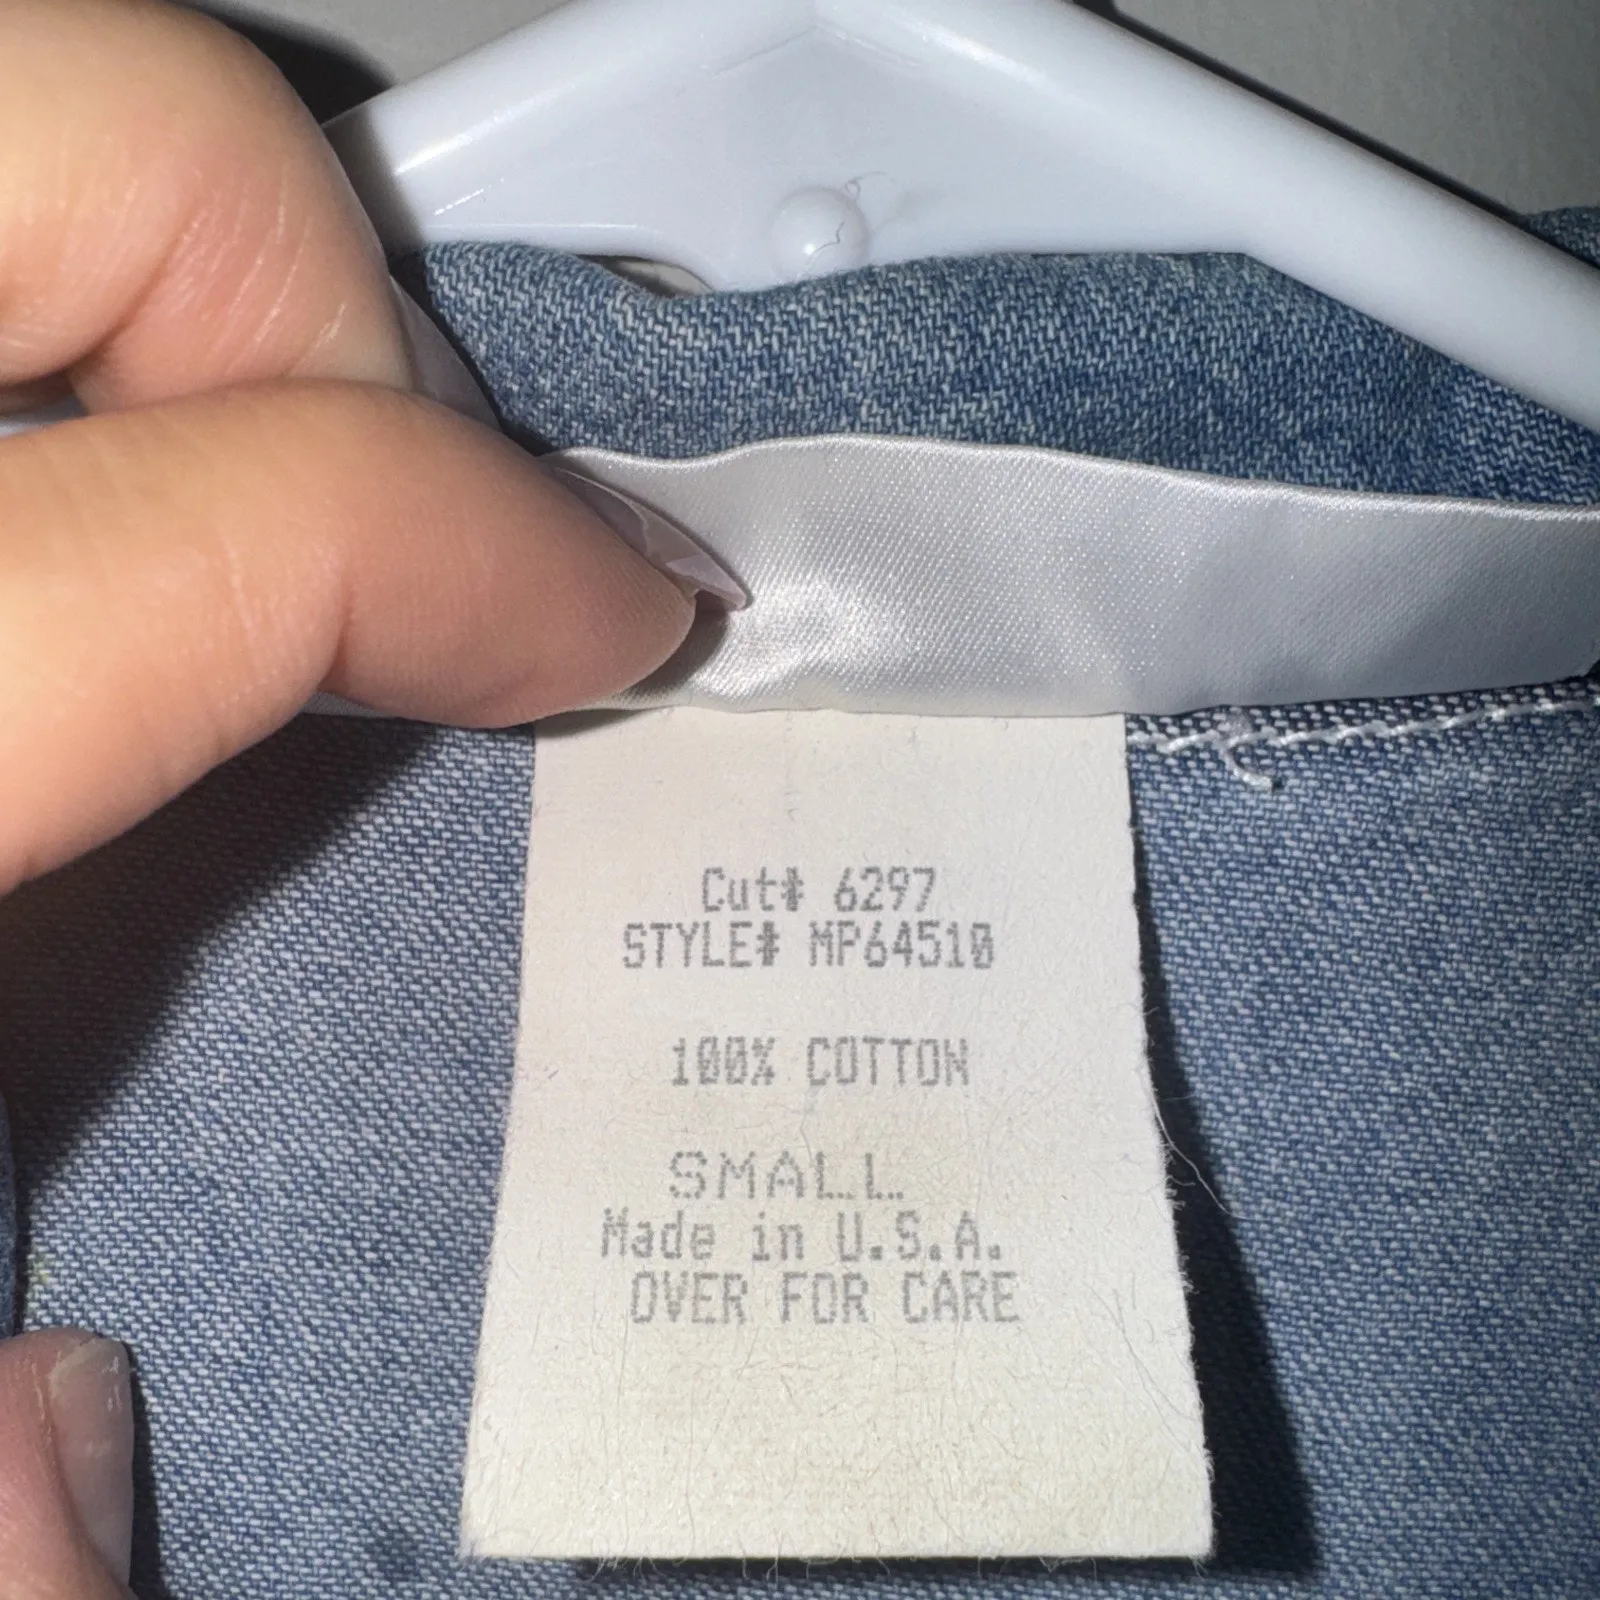 Cut# 6297
STYLE# MP64510
100% COTTON
SMALL
Made in U.S.A.
OVER FOR CARE